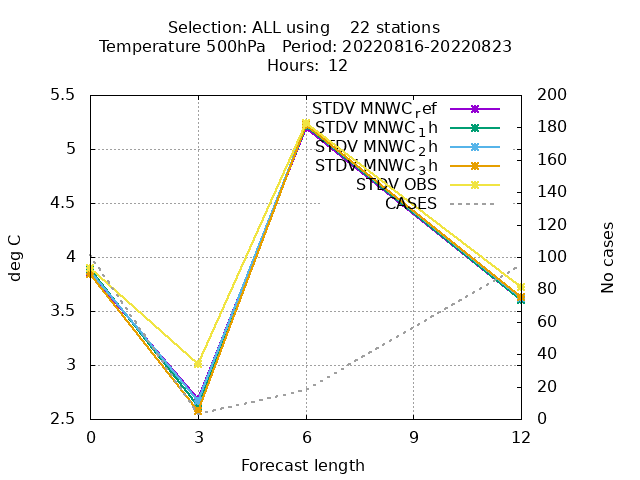 Selection: ALL using 22 stations
Temperature 500hPa Period: 20220816-20220823
Hours: 12
5.5
5
4.5
4
3.5
3
2.5
200
180
160
140
120
100
80
60
40
20
0
deg C
No cases
STDV MNWC_ref
STDV MNWC_1h
STDV MNWC_2h
STDV MNWC_3h
STDV OBS
CASES
0 3 6 9 12
Forecast length